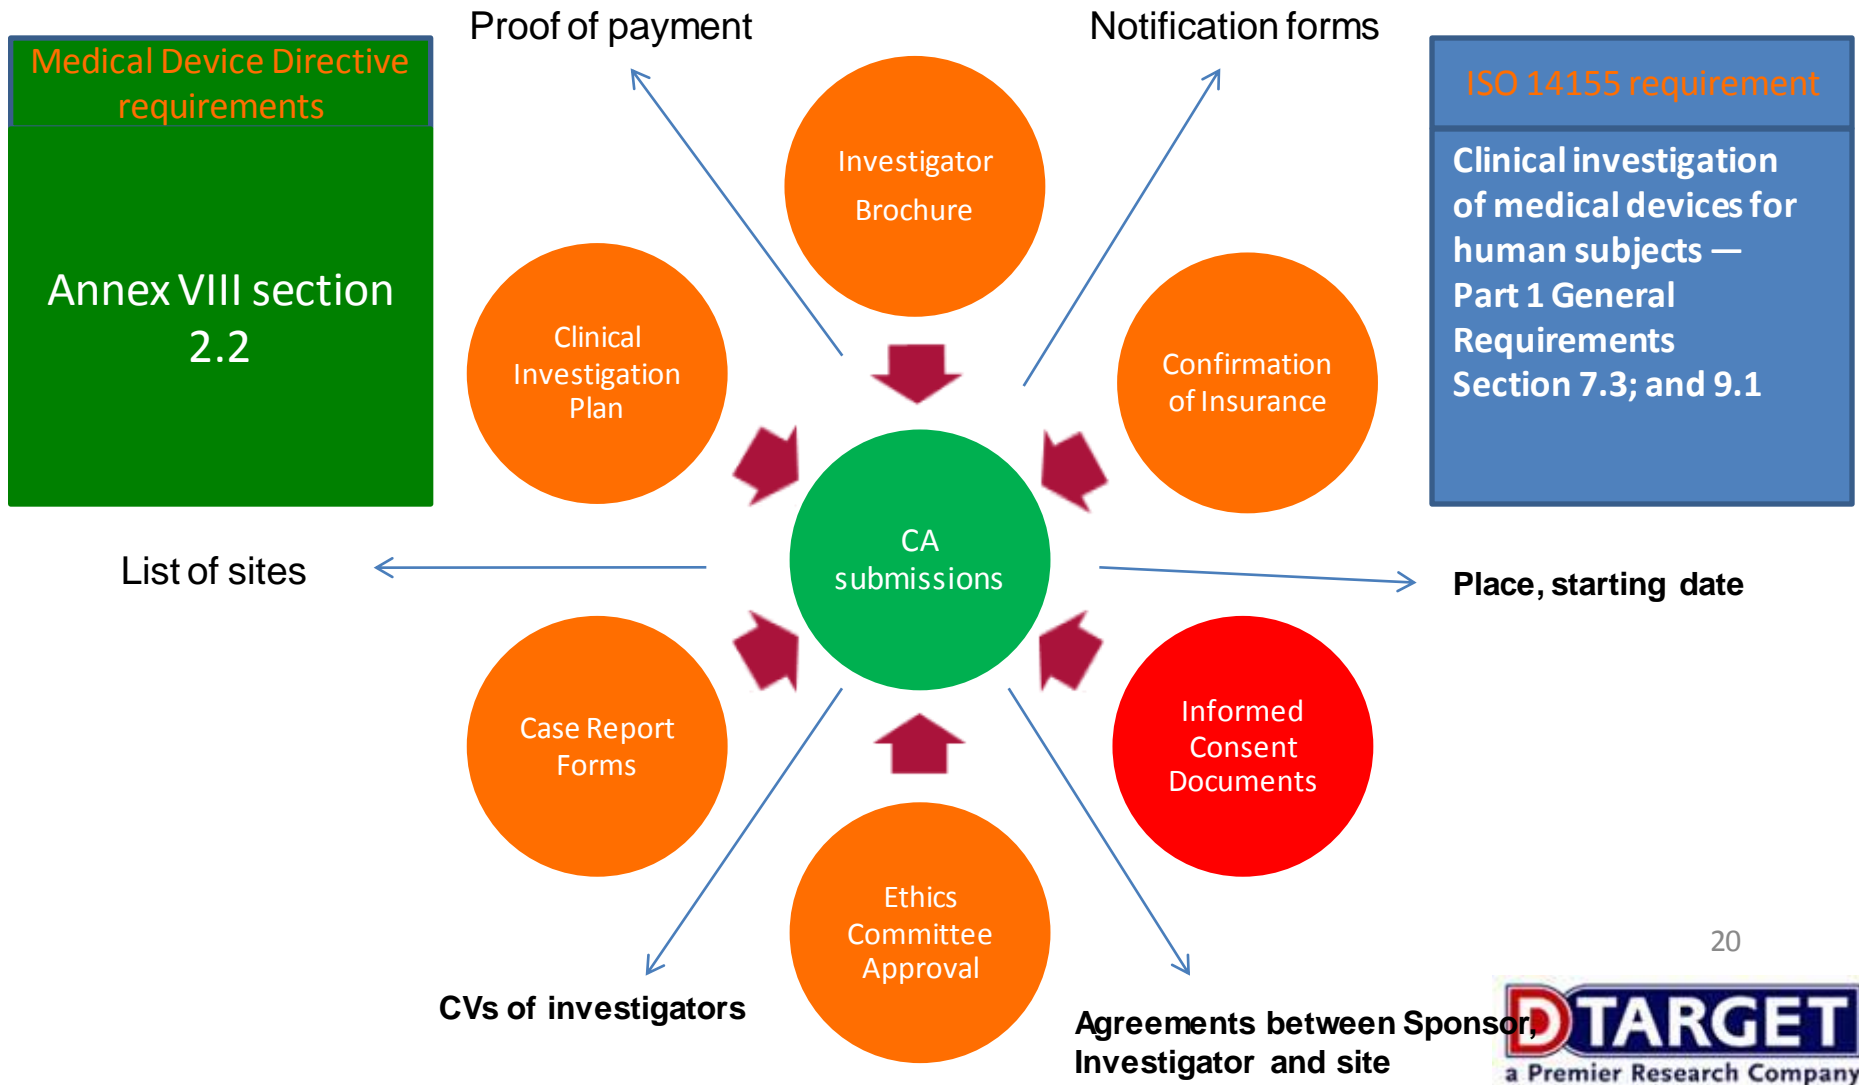 Proof of payment
Notification forms
Medical Device Directive
requirements
Annex VIII section
2.2
ISO 14155 requirement
Clinical investigation
of medical devices for
human subjects —
Part 1 General
Requirements
Section 7.3; and 9.1
Investigator
Brochure
Clinical
Investigation
Plan
Confirmation
of Insurance
CA
submissions
List of sites
Place, starting date
Case Report
Forms
Informed
Consent
Documents
Ethics
Committee
Approval
CVs of investigators
Agreements between Sponsor,
Investigator and site
20
DTARGET
a Premier Research Company